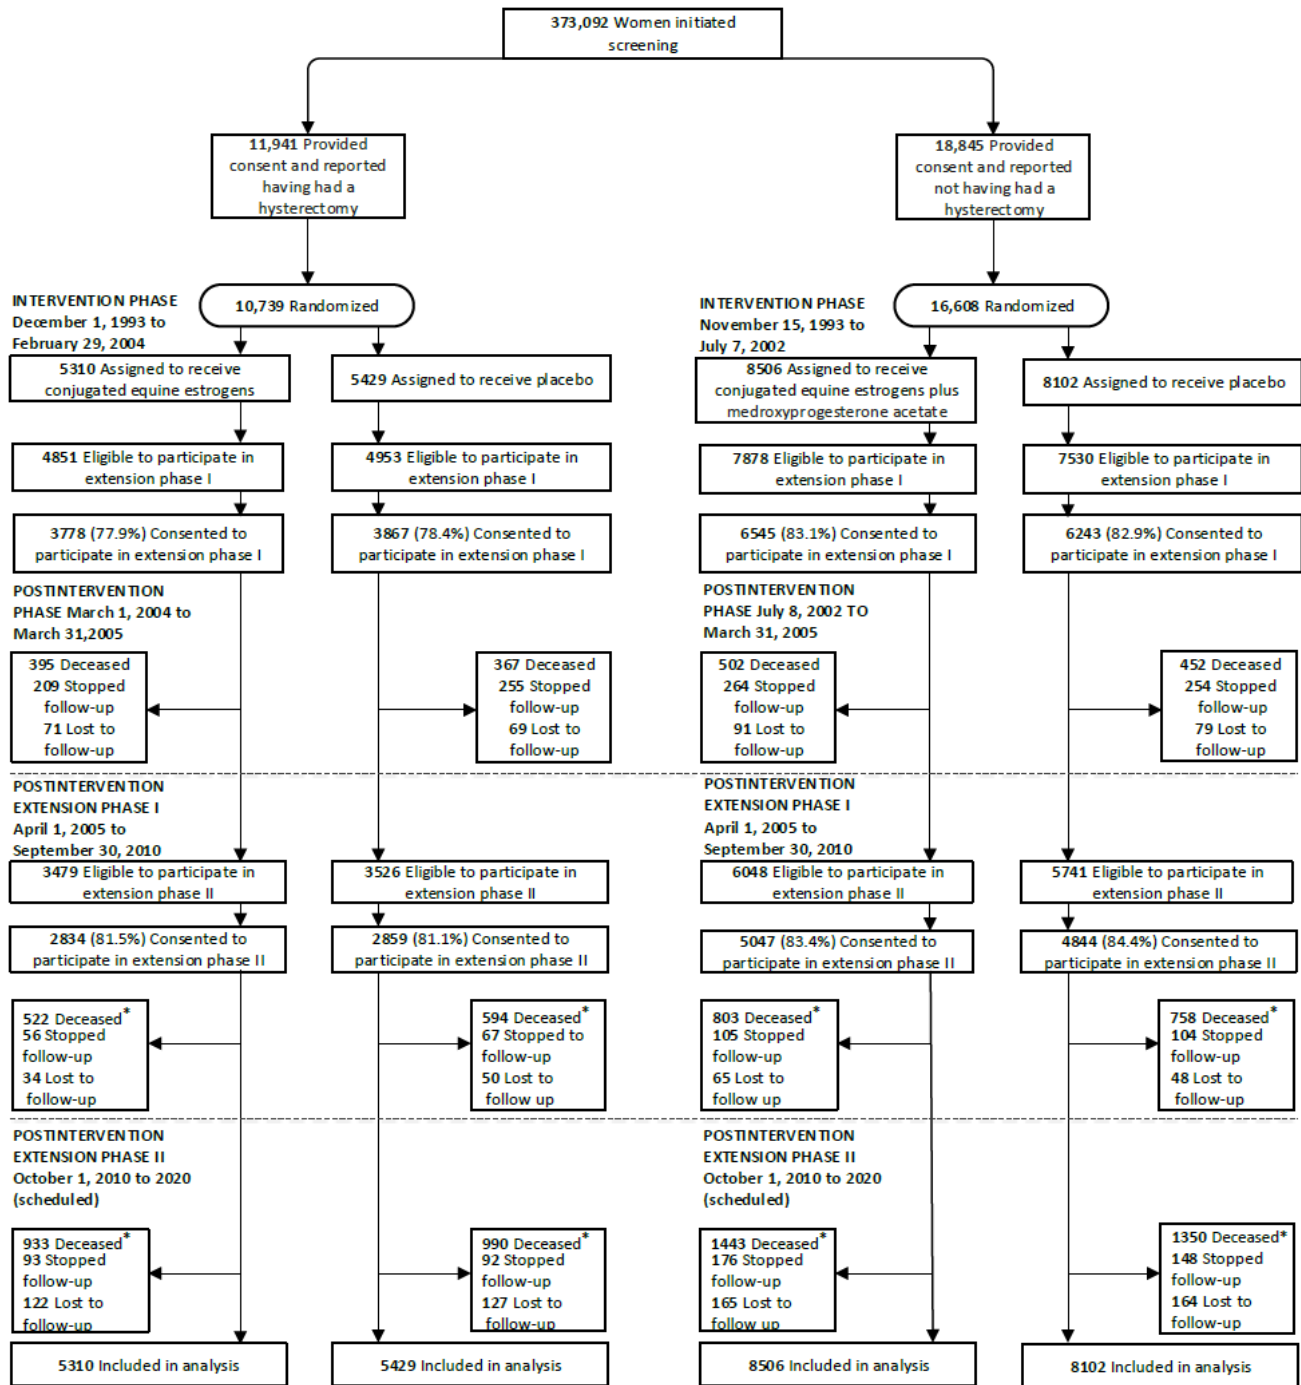 373,092 Women initiated
screening
11,941 Provided
consent and reported
having had a
hysterectomy
18,845 Provided
consent and reported
not having had a
hysterectomy
INTERVENTION PHASE
December 1, 1993 to
February 29, 2004
10,739 Randomized
INTERVENTION PHASE
November 15, 1993 to
July 7, 2002
16,608 Randomized
5310 Assigned to receive
conjugated equine estrogens
5429 Assigned to receive placebo
8506 Assigned to receive
conjugated equine estrogens plus
medroxyprogesterone acetate
8102 Assigned to receive placebo
4851 Eligible to participate in
extension phase I
4953 Eligible to participate in
extension phase I
7878 Eligible to participate in
extension phase I
7530 Eligible to participate in
extension phase I
3778 (77.9%) Consented to
participate in extension phase I
3867 (78.4%) Consented to
participate in extension phase I
6545 (83.1%) Consented to
participate in extension phase I
6243 (82.9%) Consented to
participate in extension phase I
POSTINTERVENTION
PHASE March 1, 2004 to
March 31,2005
POSTINTERVENTION
PHASE July 8, 2002 TO
March 31, 2005
395 Deceased
209 Stopped
follow-up
71 Lost to
follow-up
367 Deceased
255 Stopped
follow-up
69 Lost to
follow-up
502 Deceased
264 Stopped
follow-up
91 Lost to
follow-up
452 Deceased
254 Stopped
follow-up
79 Lost to
follow-up
POSTINTERVENTION
EXTENSION PHASE I
April 1, 2005 to
September 30, 2010
POSTINTERVENTION
EXTENSION PHASE I
April 1, 2005 to
September 30, 2010
3479 Eligible to participate in
extension phase II
3526 Eligible to participate in
extension phase II
6048 Eligible to participate in
extension phase II
5741 Eligible to participate in
extension phase II
2834 (81.5%) Consented to
participate in extension phase II
2859 (81.1%) Consented to
participate in extension phase II
5047 (83.4%) Consented to
participate in extension phase II
4844 (84.4%) Consented to
participate in extension phase II
522 Deceased*
56 Stopped
follow-up
34 Lost to
follow-up
594 Deceased*
67 Stopped to
follow-up
50 Lost to
follow up
803 Deceased*
105 Stopped
follow-up
65 Lost to
follow up
758 Deceased*
104 Stopped
follow-up
48 Lost to
follow-up
POSTINTERVENTION
EXTENSION PHASE II
October 1, 2010 to 2020
(scheduled)
POSTINTERVENTION
EXTENSION PHASE II
October 1, 2010 to 2020
(scheduled)
933 Deceased*
93 Stopped
follow-up
122 Lost to
follow-up
990 Deceased*
92 Stopped
follow-up
127 Lost to
follow-up
1443 Deceased*
176 Stopped
follow-up
165 Lost to
follow up
1350 Deceased*
148 Stopped
follow-up
164 Lost to
follow-up
5310 Included in analysis
5429 Included in analysis
8506 Included in analysis
8102 Included in analysis